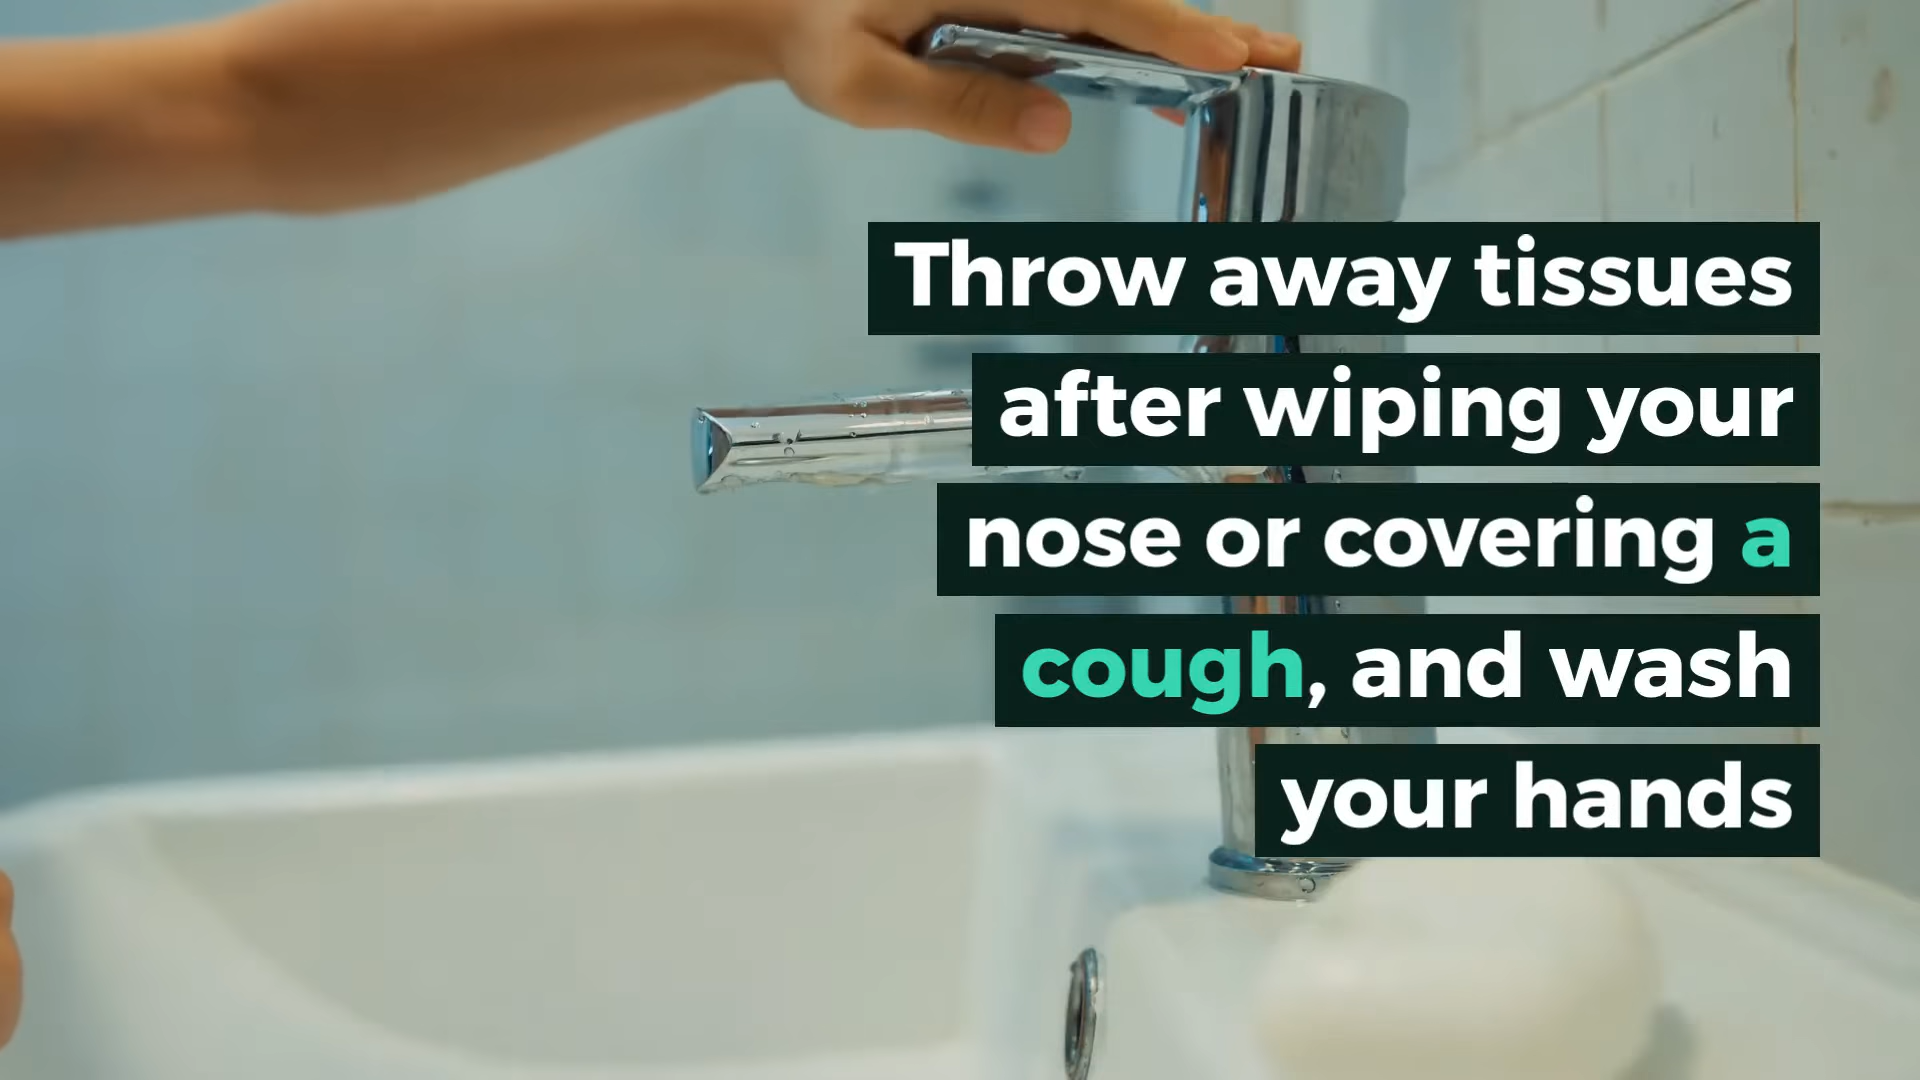 Throw away tissues
after wiping your
nose or covering a
cough, and wash
your hands